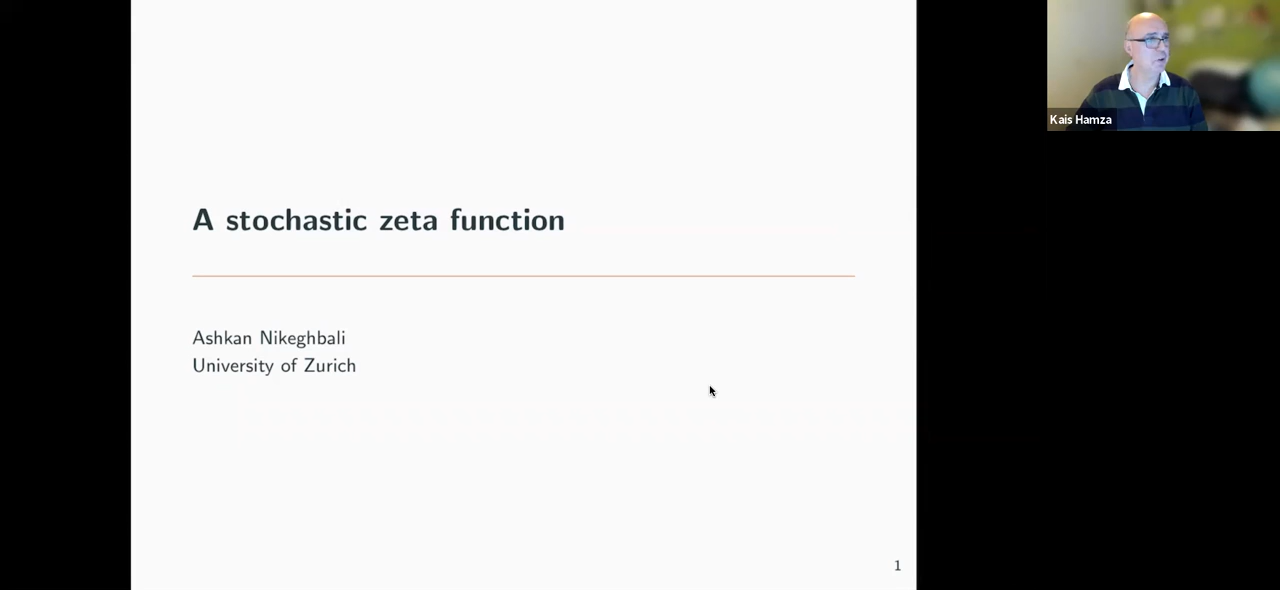 A stochastic zeta function
Ashkan Nikeghbali
University of Zurich
1
Kais Hamza